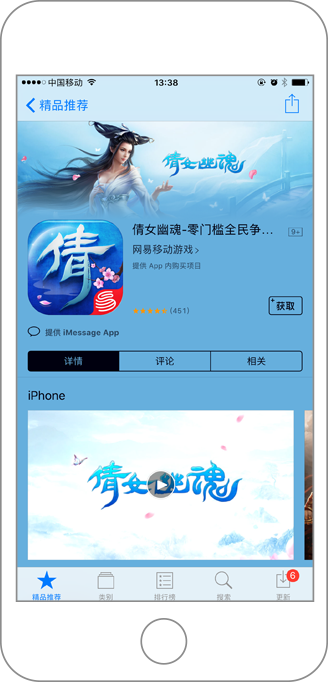 中国移动
13:38
精品推荐
倩女幽魂
倩
倩女幽魂-零门槛全民争…
9+
网易移动游戏 >
提供 App 内购买项目
(451)
获取
提供 iMessage App
详情
评论
相关
iPhone
倩女幽魂
精品推荐
类别
排行榜
搜索
6
更新